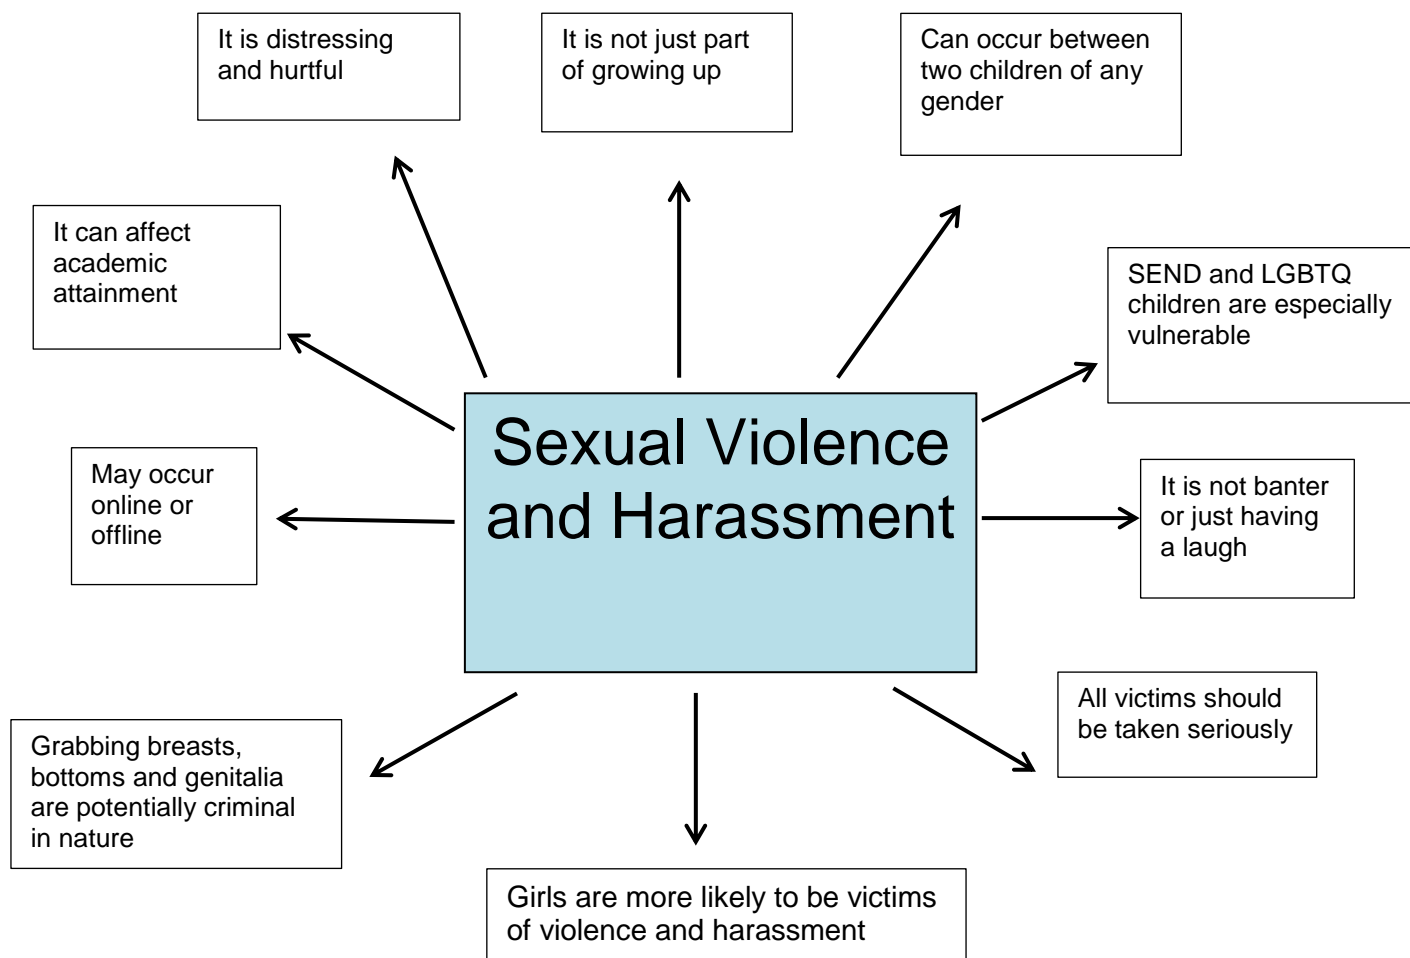 It is distressing
and hurtful
It is not just part
of growing up
Can occur between
two children of any
gender
It can affect
academic
attainment
SEND and LGBTQ
children are especially
vulnerable
Sexual Violence
and Harassment
May occur
online or
offline
It is not banter
or just having
a laugh
All victims should
be taken seriously
Grabbing breasts,
bottoms and genitalia
are potentially criminal
in nature
Girls are more likely to be victims
of violence and harassment